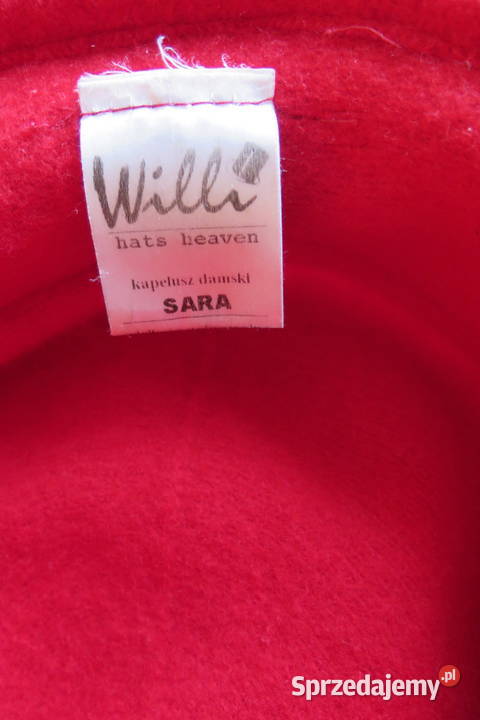 Willi
hats heaven
kapelusz damski
SARA
Sprzedajemy.pl